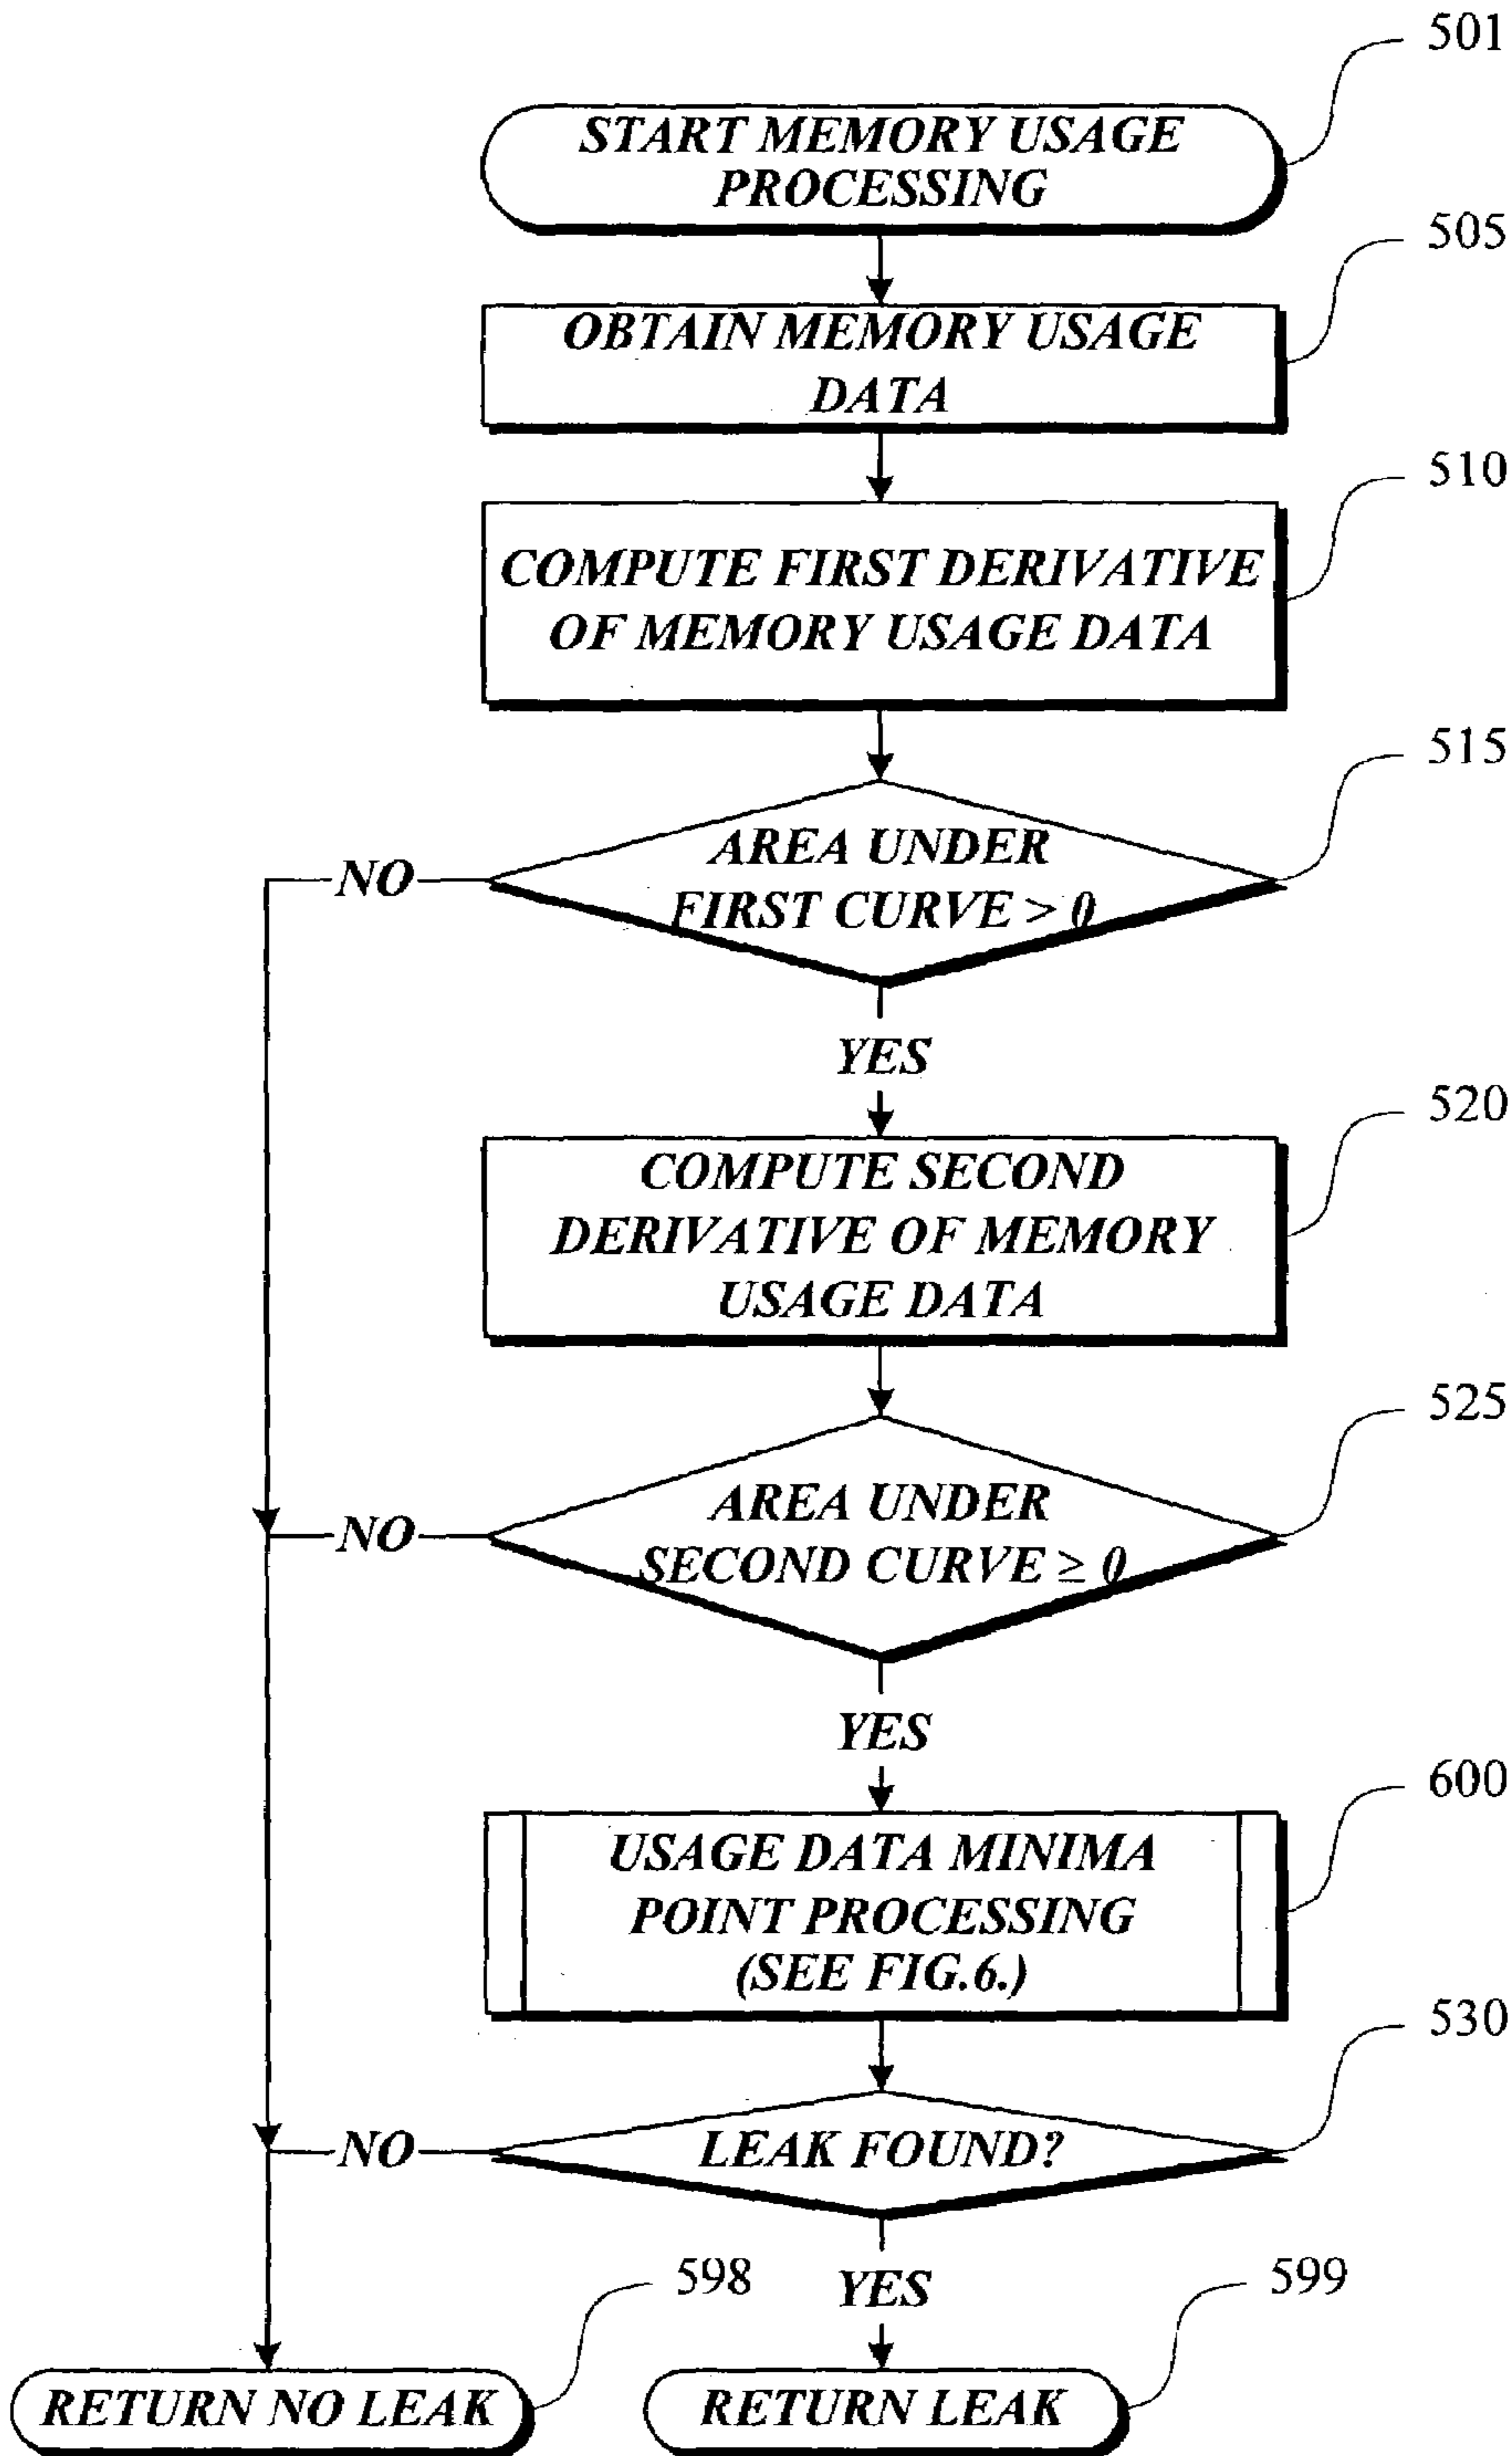 501
START MEMORY USAGE
PROCESSING
505
OBTAIN MEMORY USAGE
DATA
510
COMPUTE FIRST DERIVATIVE
OF MEMORY USAGE DATA
515
AREA UNDER
FIRST CURVE > 0
NO
YES
520
COMPUTE SECOND
DERIVATIVE OF MEMORY
USAGE DATA
525
AREA UNDER
SECOND CURVE ≥ 0
NO
YES
600
USAGE DATA MINIMA
POINT PROCESSING
(SEE FIG.6.)
530
LEAK FOUND?
NO
YES
598
599
RETURN NO LEAK
RETURN LEAK